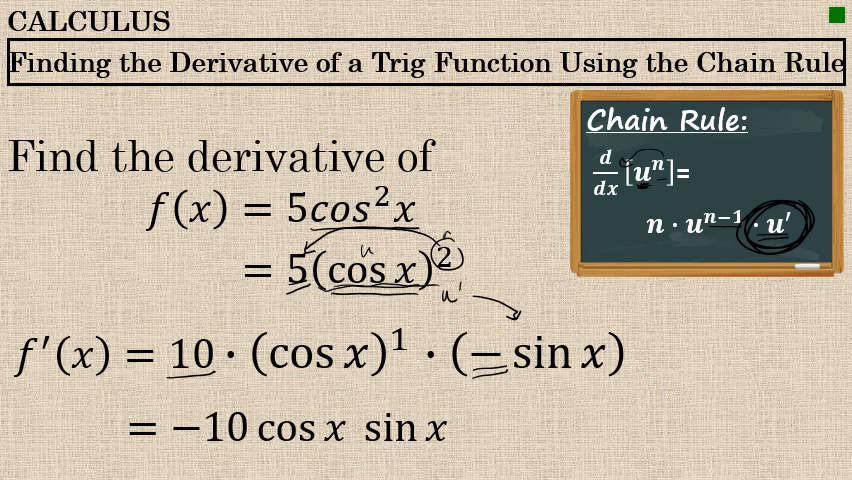 CALCULUS
Finding the Derivative of a Trig Function Using the Chain Rule
Find the derivative of
f(x) = 5cos²x
= 5(cos x)²
u
u'
f'(x) = 10 · (cos x)¹ · (− sin x)
= −10 cos x sin x
Chain Rule:
d/dx [uⁿ]=
n · uⁿ⁻¹ · u'